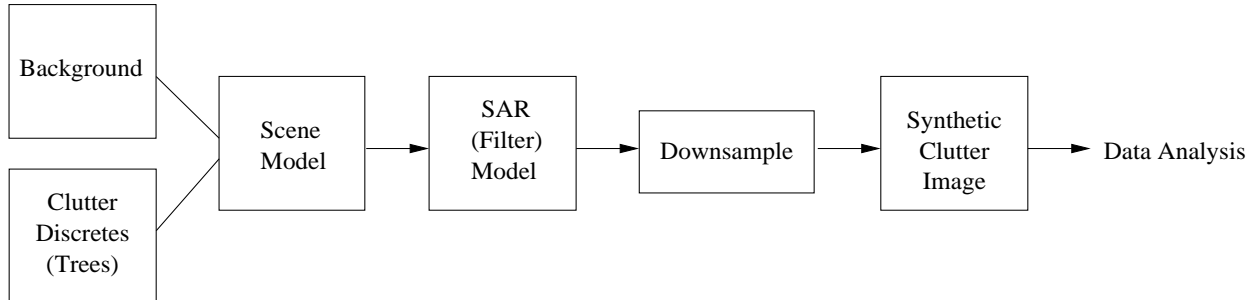 Background
Clutter
Discretes
(Trees)
Scene
Model
SAR
(Filter)
Model
Downsample
Synthetic
Clutter
Image
Data Analysis